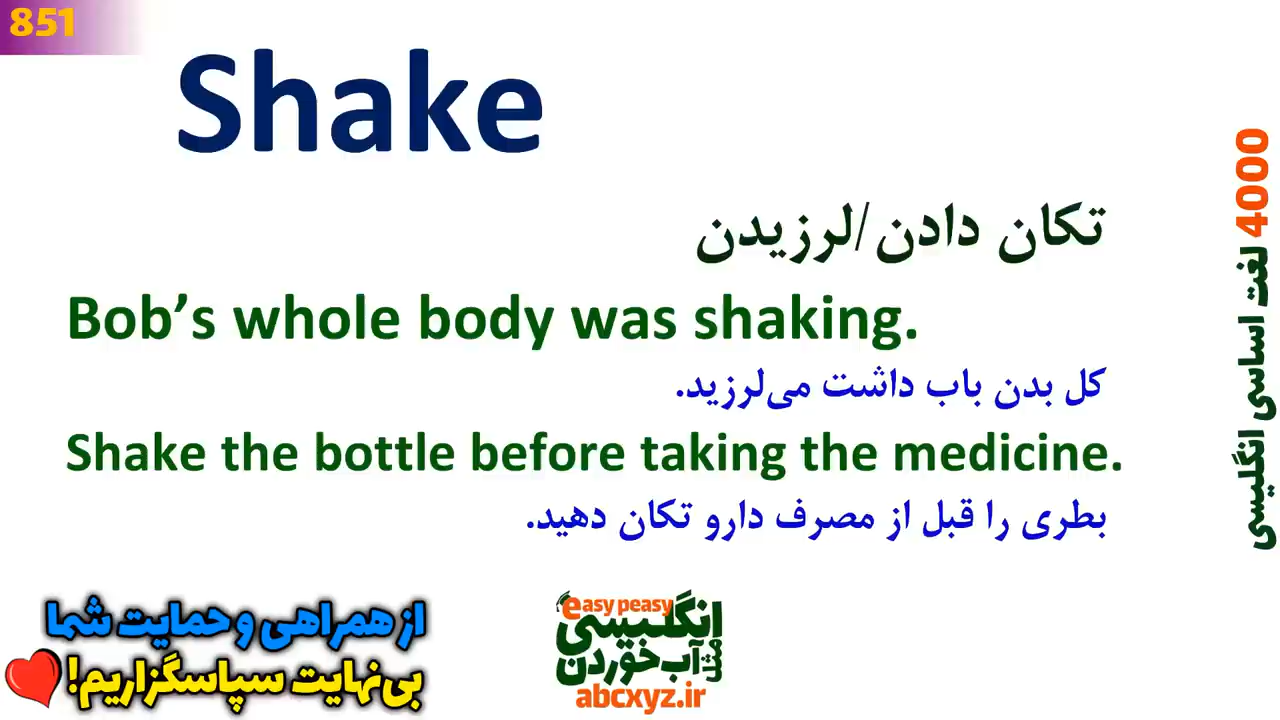 851
Shake
تکان دادن/لرزیدن
Bob’s whole body was shaking.
کل بدن باب داشت می‌لرزید.
Shake the bottle before taking the medicine.
بطری را قبل از مصرف دارو تکان دهید.
4000 لغت اساسی انگلیسی
از همراهی و حمایت شما
بی‌نهایت سپاسگزاریم!
easy peasy
انگلیسی
مثل آب خوردن
abcxyz.ir